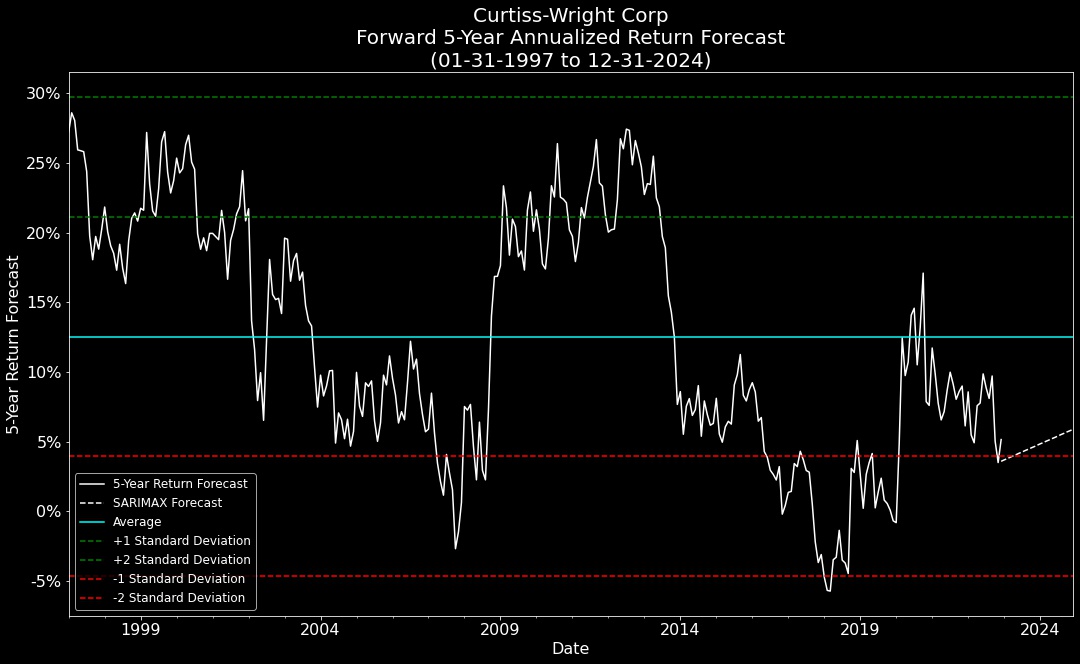 Curtiss-Wright Corp
Forward 5-Year Annualized Return Forecast
(01-31-1997 to 12-31-2024)
30%
25%
20%
15%
10%
5%
0%
-5%
5-Year Return Forecast
5-Year Return Forecast
SARIMAX Forecast
Average
+1 Standard Deviation
+2 Standard Deviation
-1 Standard Deviation
-2 Standard Deviation
1999 2004 2009 2014 2019 2024
Date